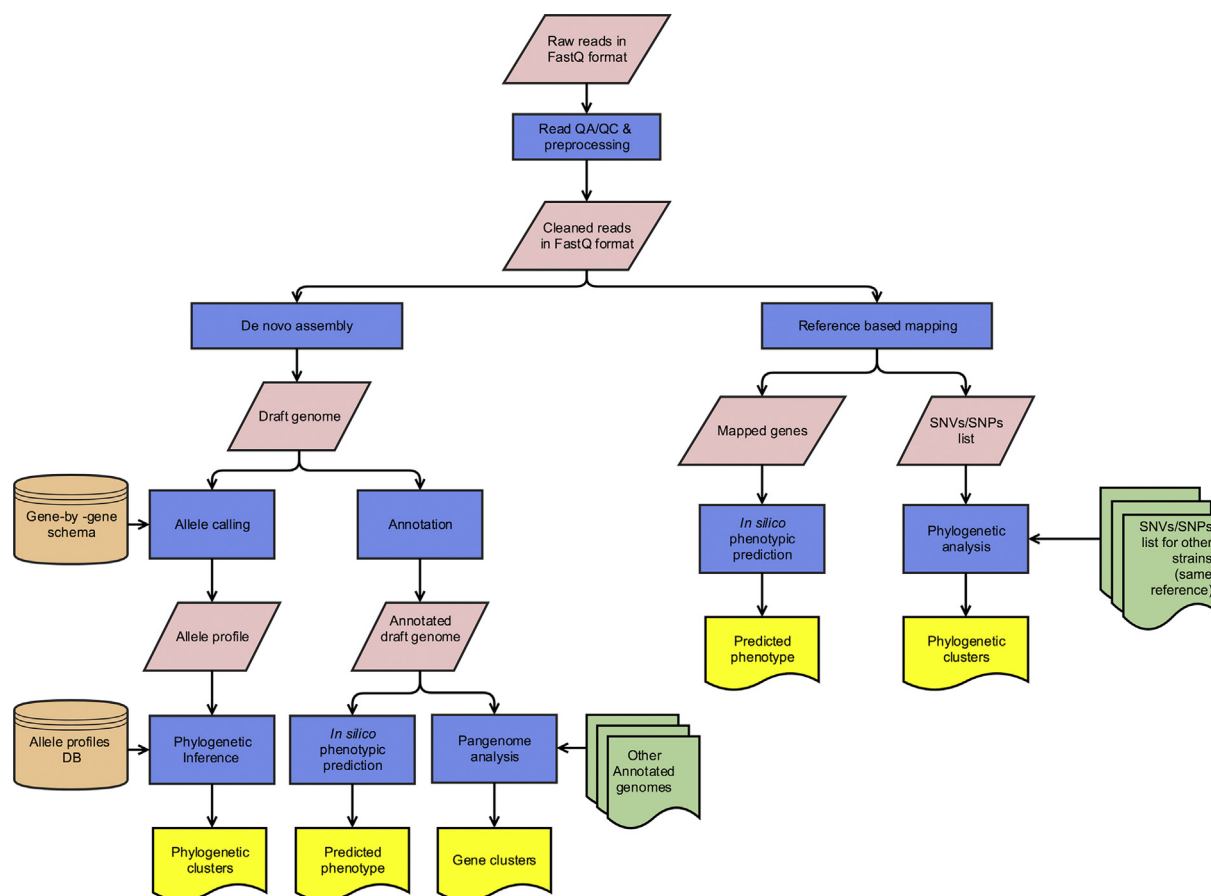 Raw reads in
FastQ format
Read QA/QC &
preprocessing
Cleaned reads
in FastQ format
De novo assembly
Reference based mapping
Draft genome
Mapped genes
SNVs/SNPs
list
Gene-by -gene
schema
Allele calling
Annotation
In silico
phenotypic
prediction
Phylogenetic
analysis
SNVs/SNPs
list for other
strains
(same
reference)
Allele profile
Annotated
draft genome
Predicted
phenotype
Phylogenetic
clusters
Allele profiles
DB
Phylogenetic
Inference
In silico
phenotypic
prediction
Pangenome
analysis
Other
Annotated
genomes
Phylogenetic
clusters
Predicted
phenotype
Gene clusters